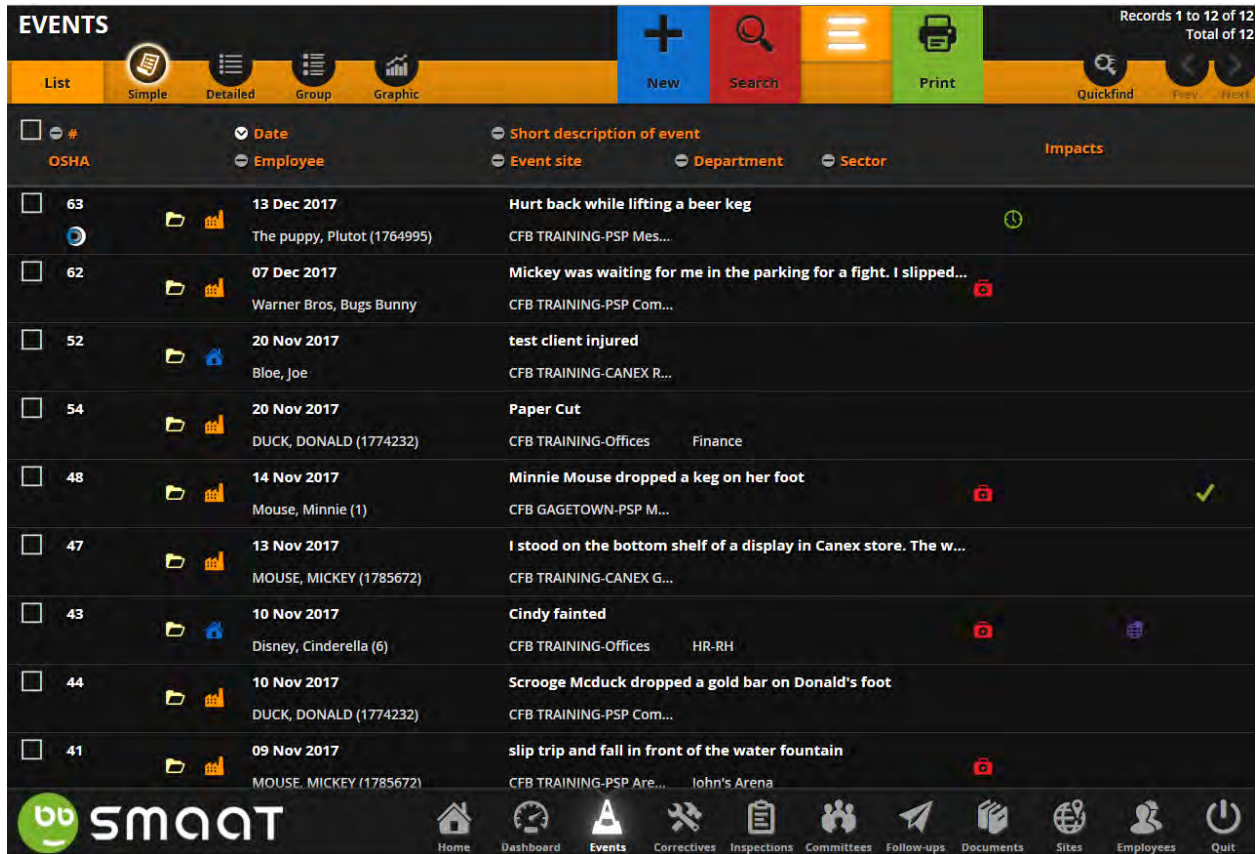 EVENTS
Records 1 to 12 of 12
Total of 12
List
Simple
Detailed
Group
Graphic
New
Search
Print
Quickfind
Prev.
Next
#
Date
Short description of event
Impacts
OSHA
Employee
Event site
Department
Sector
63
13 Dec 2017
Hurt back while lifting a beer keg
The puppy, Plutot (1764995)
CFB TRAINING-PSP Mes...
62
07 Dec 2017
Mickey was waiting for me in the parking for a fight. I slipped...
Warner Bros, Bugs Bunny
CFB TRAINING-PSP Com...
52
20 Nov 2017
test client injured
Bloe, Joe
CFB TRAINING-CANEX R...
54
20 Nov 2017
Paper Cut
DUCK, DONALD (1774232)
CFB TRAINING-Offices
Finance
48
14 Nov 2017
Minnie Mouse dropped a keg on her foot
Mouse, Minnie (1)
CFB GAGETOWN-PSP M...
47
13 Nov 2017
I stood on the bottom shelf of a display in Canex store. The w...
MOUSE, MICKEY (1785672)
CFB TRAINING-CANEX G...
43
10 Nov 2017
Cindy fainted
Disney, Cinderella (6)
CFB TRAINING-Offices
HR-RH
44
10 Nov 2017
Scrooge Mcduck dropped a gold bar on Donald's foot
DUCK, DONALD (1774232)
CFB TRAINING-PSP Com...
41
09 Nov 2017
slip trip and fall in front of the water fountain
MOUSE, MICKEY (1785672)
CFB TRAINING-PSP Are...
John's Arena
smaat
Home
Dashboard
Events
Correctives
Inspections
Committees
Follow-ups
Documents
Sites
Employees
Quit